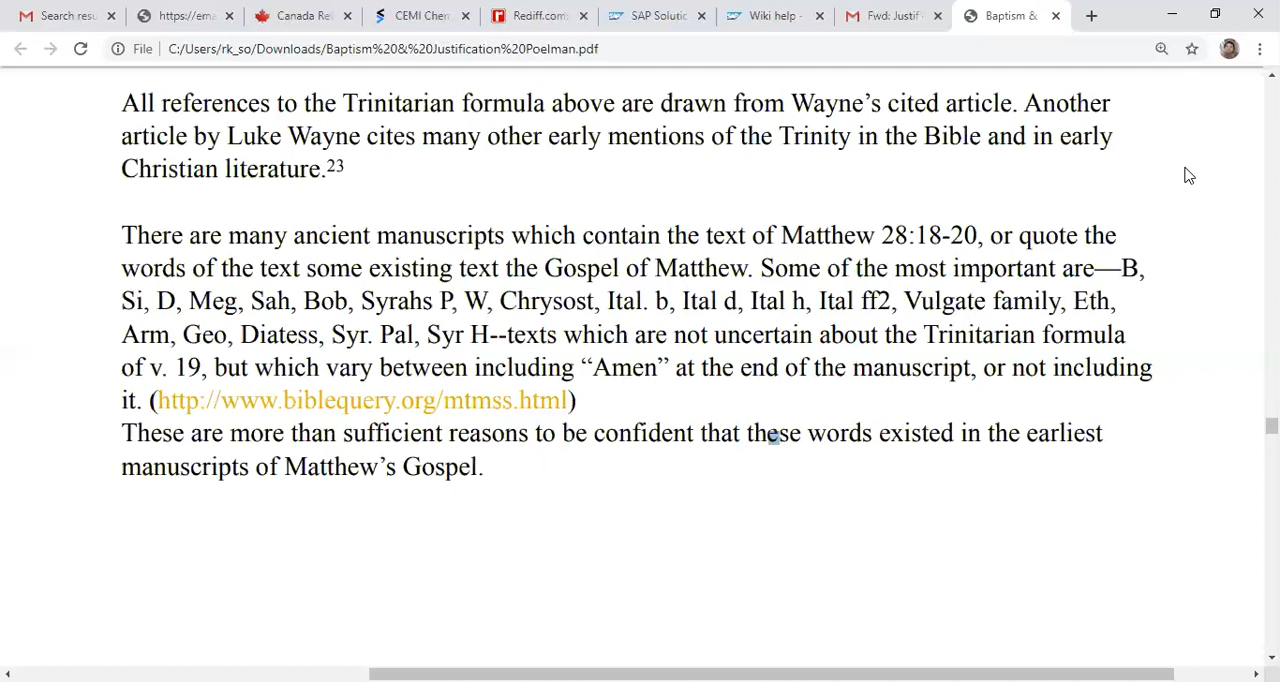 Search resu
https://ema
Canada Re
CEMI Chem
Rediff.com:
SAP Solutic
Wiki help -
Fwd: Justif
Baptism &
File | C:/Users/rk_so/Downloads/Baptism%20&%20Justification%20Poelman.pdf
All references to the Trinitarian formula above are drawn from Wayne’s cited article. Another
article by Luke Wayne cites many other early mentions of the Trinity in the Bible and in early
Christian literature.23
There are many ancient manuscripts which contain the text of Matthew 28:18-20, or quote the
words of the text some existing text the Gospel of Matthew. Some of the most important are—B,
Si, D, Meg, Sah, Bob, Syrahs P, W, Chrysost, Ital. b, Ital d, Ital h, Ital ff2, Vulgate family, Eth,
Arm, Geo, Diatess, Syr. Pal, Syr H--texts which are not uncertain about the Trinitarian formula
of v. 19, but which vary between including “Amen” at the end of the manuscript, or not including
it. (http://www.biblequery.org/mtmss.html)
These are more than sufficient reasons to be confident that these words existed in the earliest
manuscripts of Matthew’s Gospel.